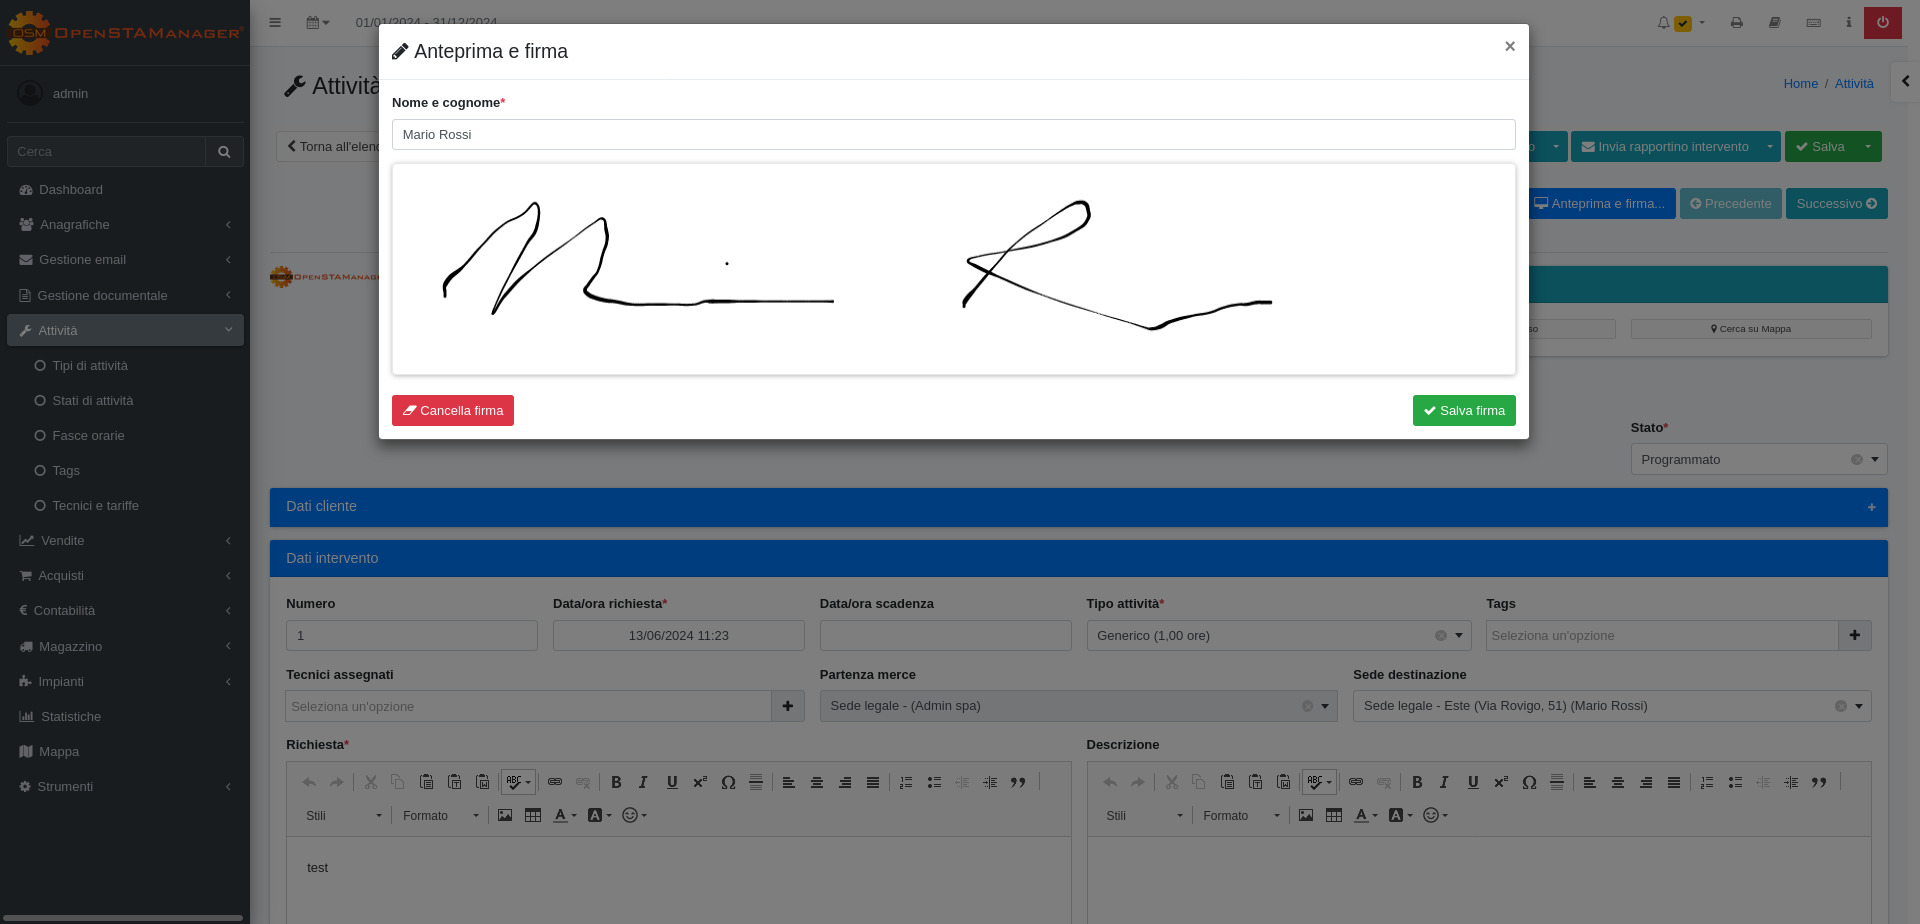 OpenSTAManager
01/01/2024 - 31/12/2024
Anteprima e firma
×
admin
Attività
Home / Attività
Nome e cognome*
Mario Rossi
Cerca
Torna all'elenc
o
Invia rapportino intervento
Salva
Dashboard
Anagrafiche
Gestione email
Gestione documentale
Attività
Tipi di attività
Stati di attività
Fasce orarie
Tags
Tecnici e tariffe
Vendite
Acquisti
Contabilità
Magazzino
Impianti
Statistiche
Mappa
Strumenti
Anteprima e firma...
Precedente
Successivo
OpenSTAManag
so
Cerca su Mappa
Cancella firma
Salva firma
Stato*
Programmato
Dati cliente
+
Dati intervento
Numero
Data/ora richiesta*
Data/ora scadenza
Tipo attività*
Tags
1
13/06/2024 11:23
Generico (1,00 ore)
Seleziona un'opzione
Tecnici assegnati
Partenza merce
Sede destinazione
Seleziona un'opzione
Sede legale - (Admin spa)
Sede legale - Este (Via Rovigo, 51) (Mario Rossi)
Richiesta*
Descrizione
Stili
Formato
Stili
Formato
test